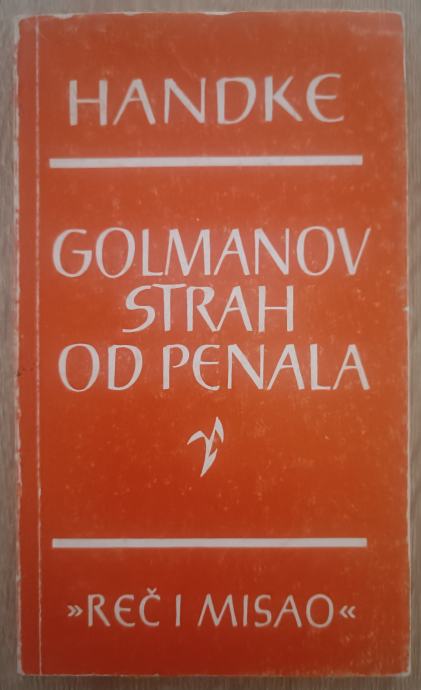 HANDKE
GOLMANOV
STRAH
OD PENALA
»REČ I MISAO«